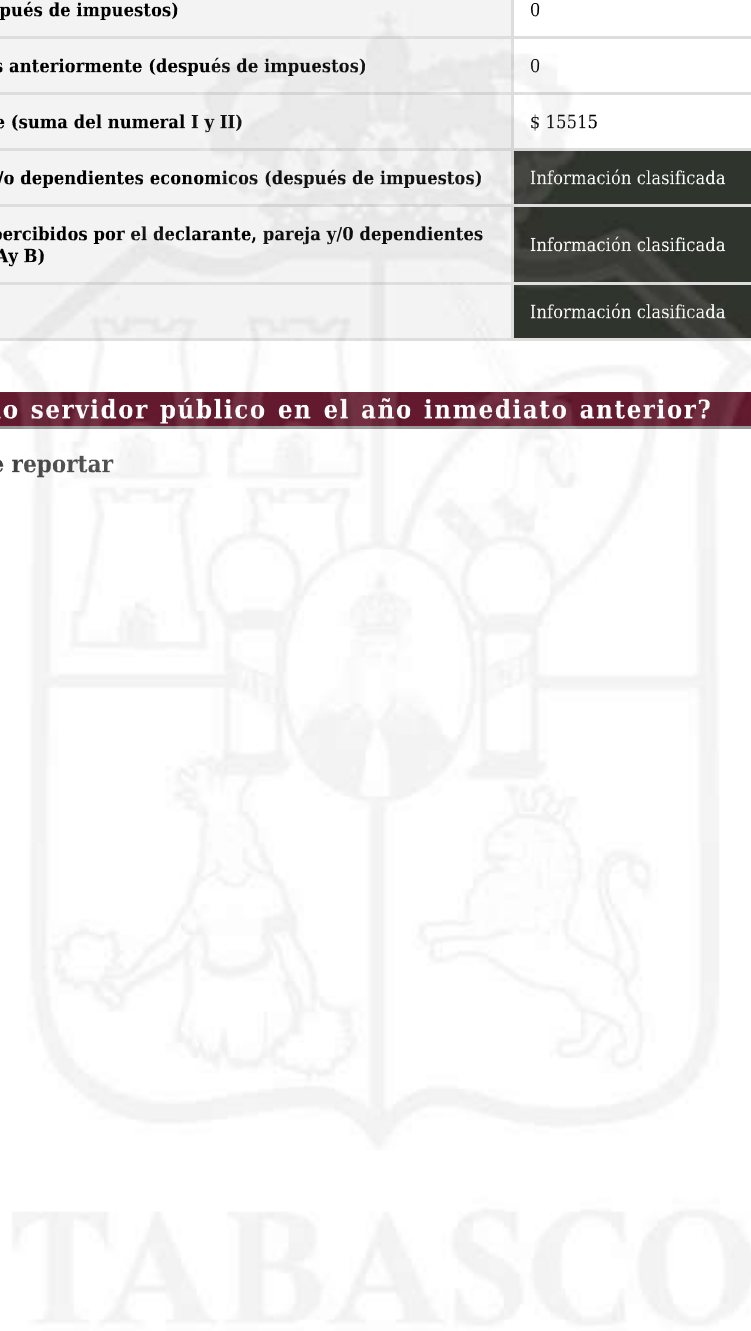 pués de impuestos) 0
s anteriormente (después de impuestos) 0
e (suma del numeral I y II) $ 15515
/o dependientes economicos (después de impuestos) Información clasificada
percibidos por el declarante, pareja y/0 dependientes
Ay B) Información clasificada
Información clasificada
lo servidor público en el año inmediato anterior?
e reportar
TABASCO